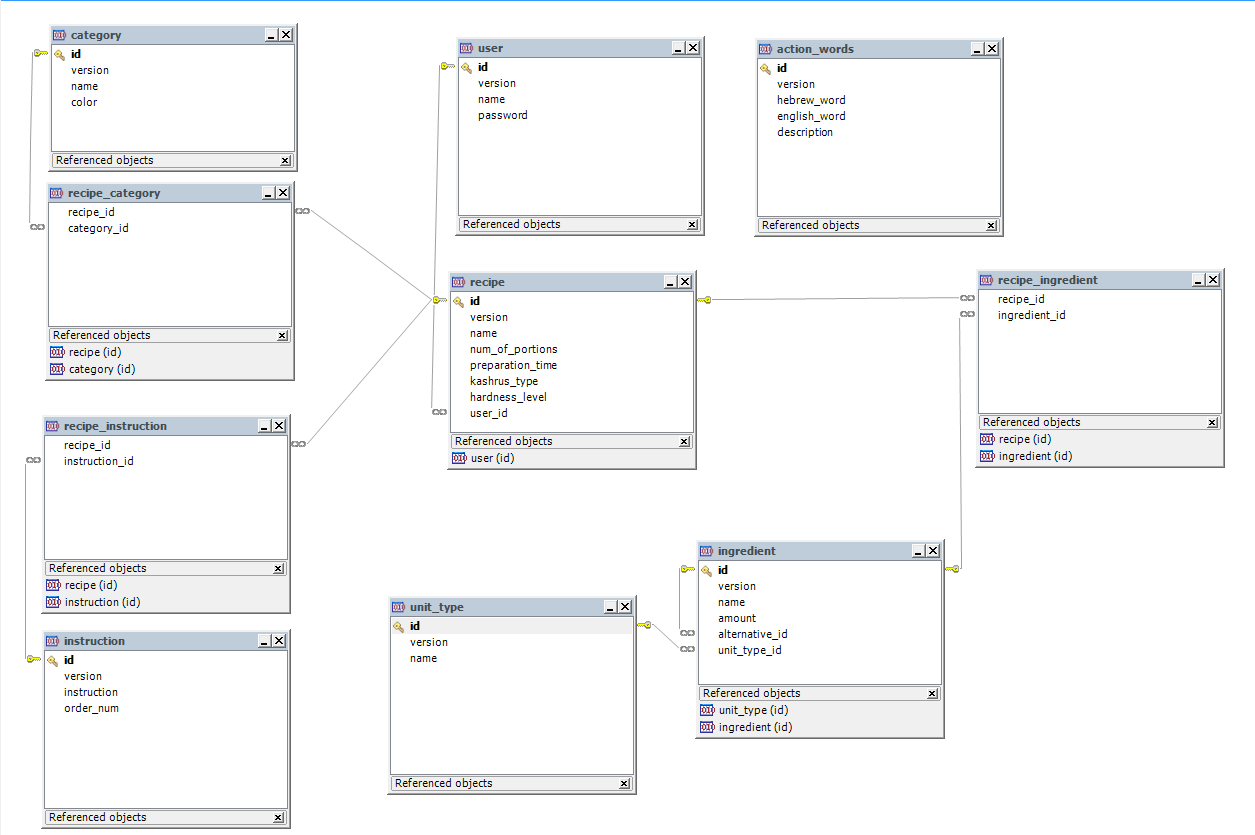 category
id
version
name
color
Referenced objects
recipe_category
recipe_id
category_id
Referenced objects
recipe (id)
category (id)
recipe_instruction
recipe_id
instruction_id
Referenced objects
recipe (id)
instruction (id)
instruction
id
version
instruction
order_num
Referenced objects
user
id
version
name
password
Referenced objects
recipe
id
version
name
num_of_portions
preparation_time
kashrus_type
hardness_level
user_id
Referenced objects
user (id)
unit_type
id
version
name
Referenced objects
action_words
id
version
hebrew_word
english_word
description
Referenced objects
ingredient
id
version
name
amount
alternative_id
unit_type_id
Referenced objects
unit_type (id)
ingredient (id)
recipe_ingredient
recipe_id
ingredient_id
Referenced objects
recipe (id)
ingredient (id)